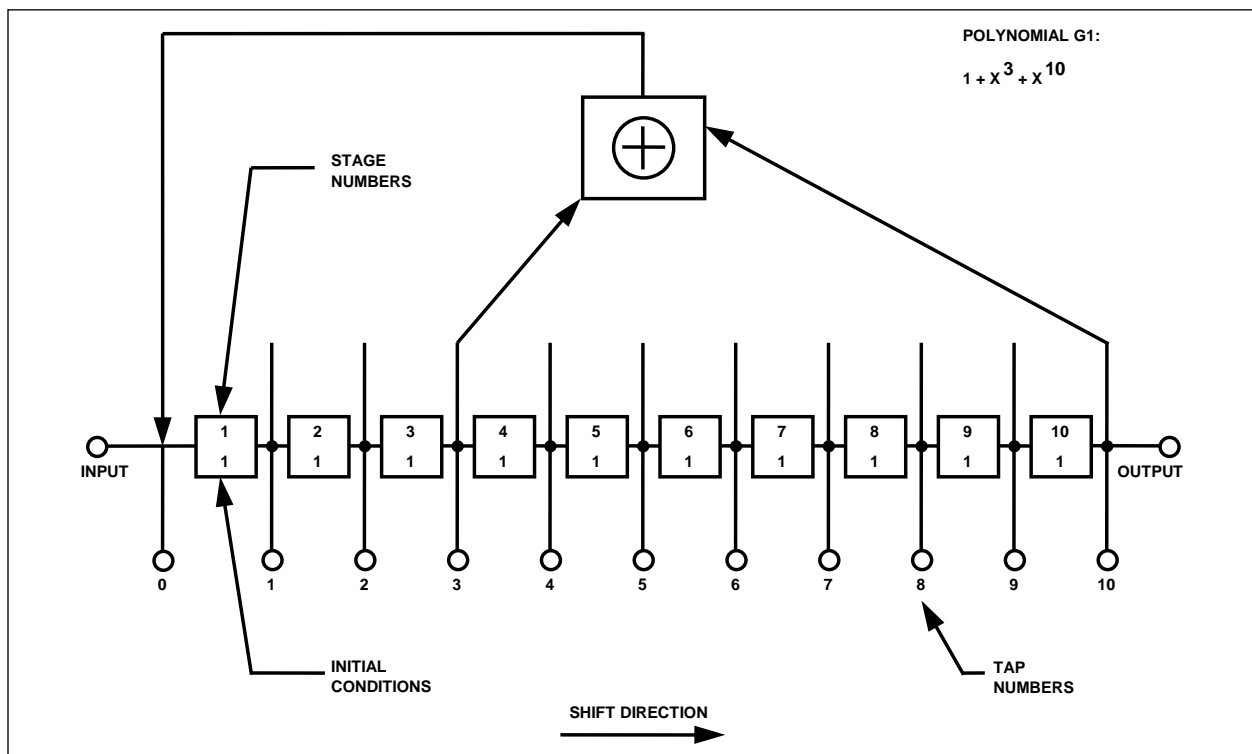 POLYNOMIAL G1:
1 + X 3 + X 10
STAGE
NUMBERS
1 2 3 4 5 6 7 8 9 10
1 1 1 1 1 1 1 1 1 1
INPUT
OUTPUT
0 1 2 3 4 5 6 7 8 9 10
INITIAL
CONDITIONS
TAP
NUMBERS
SHIFT DIRECTION